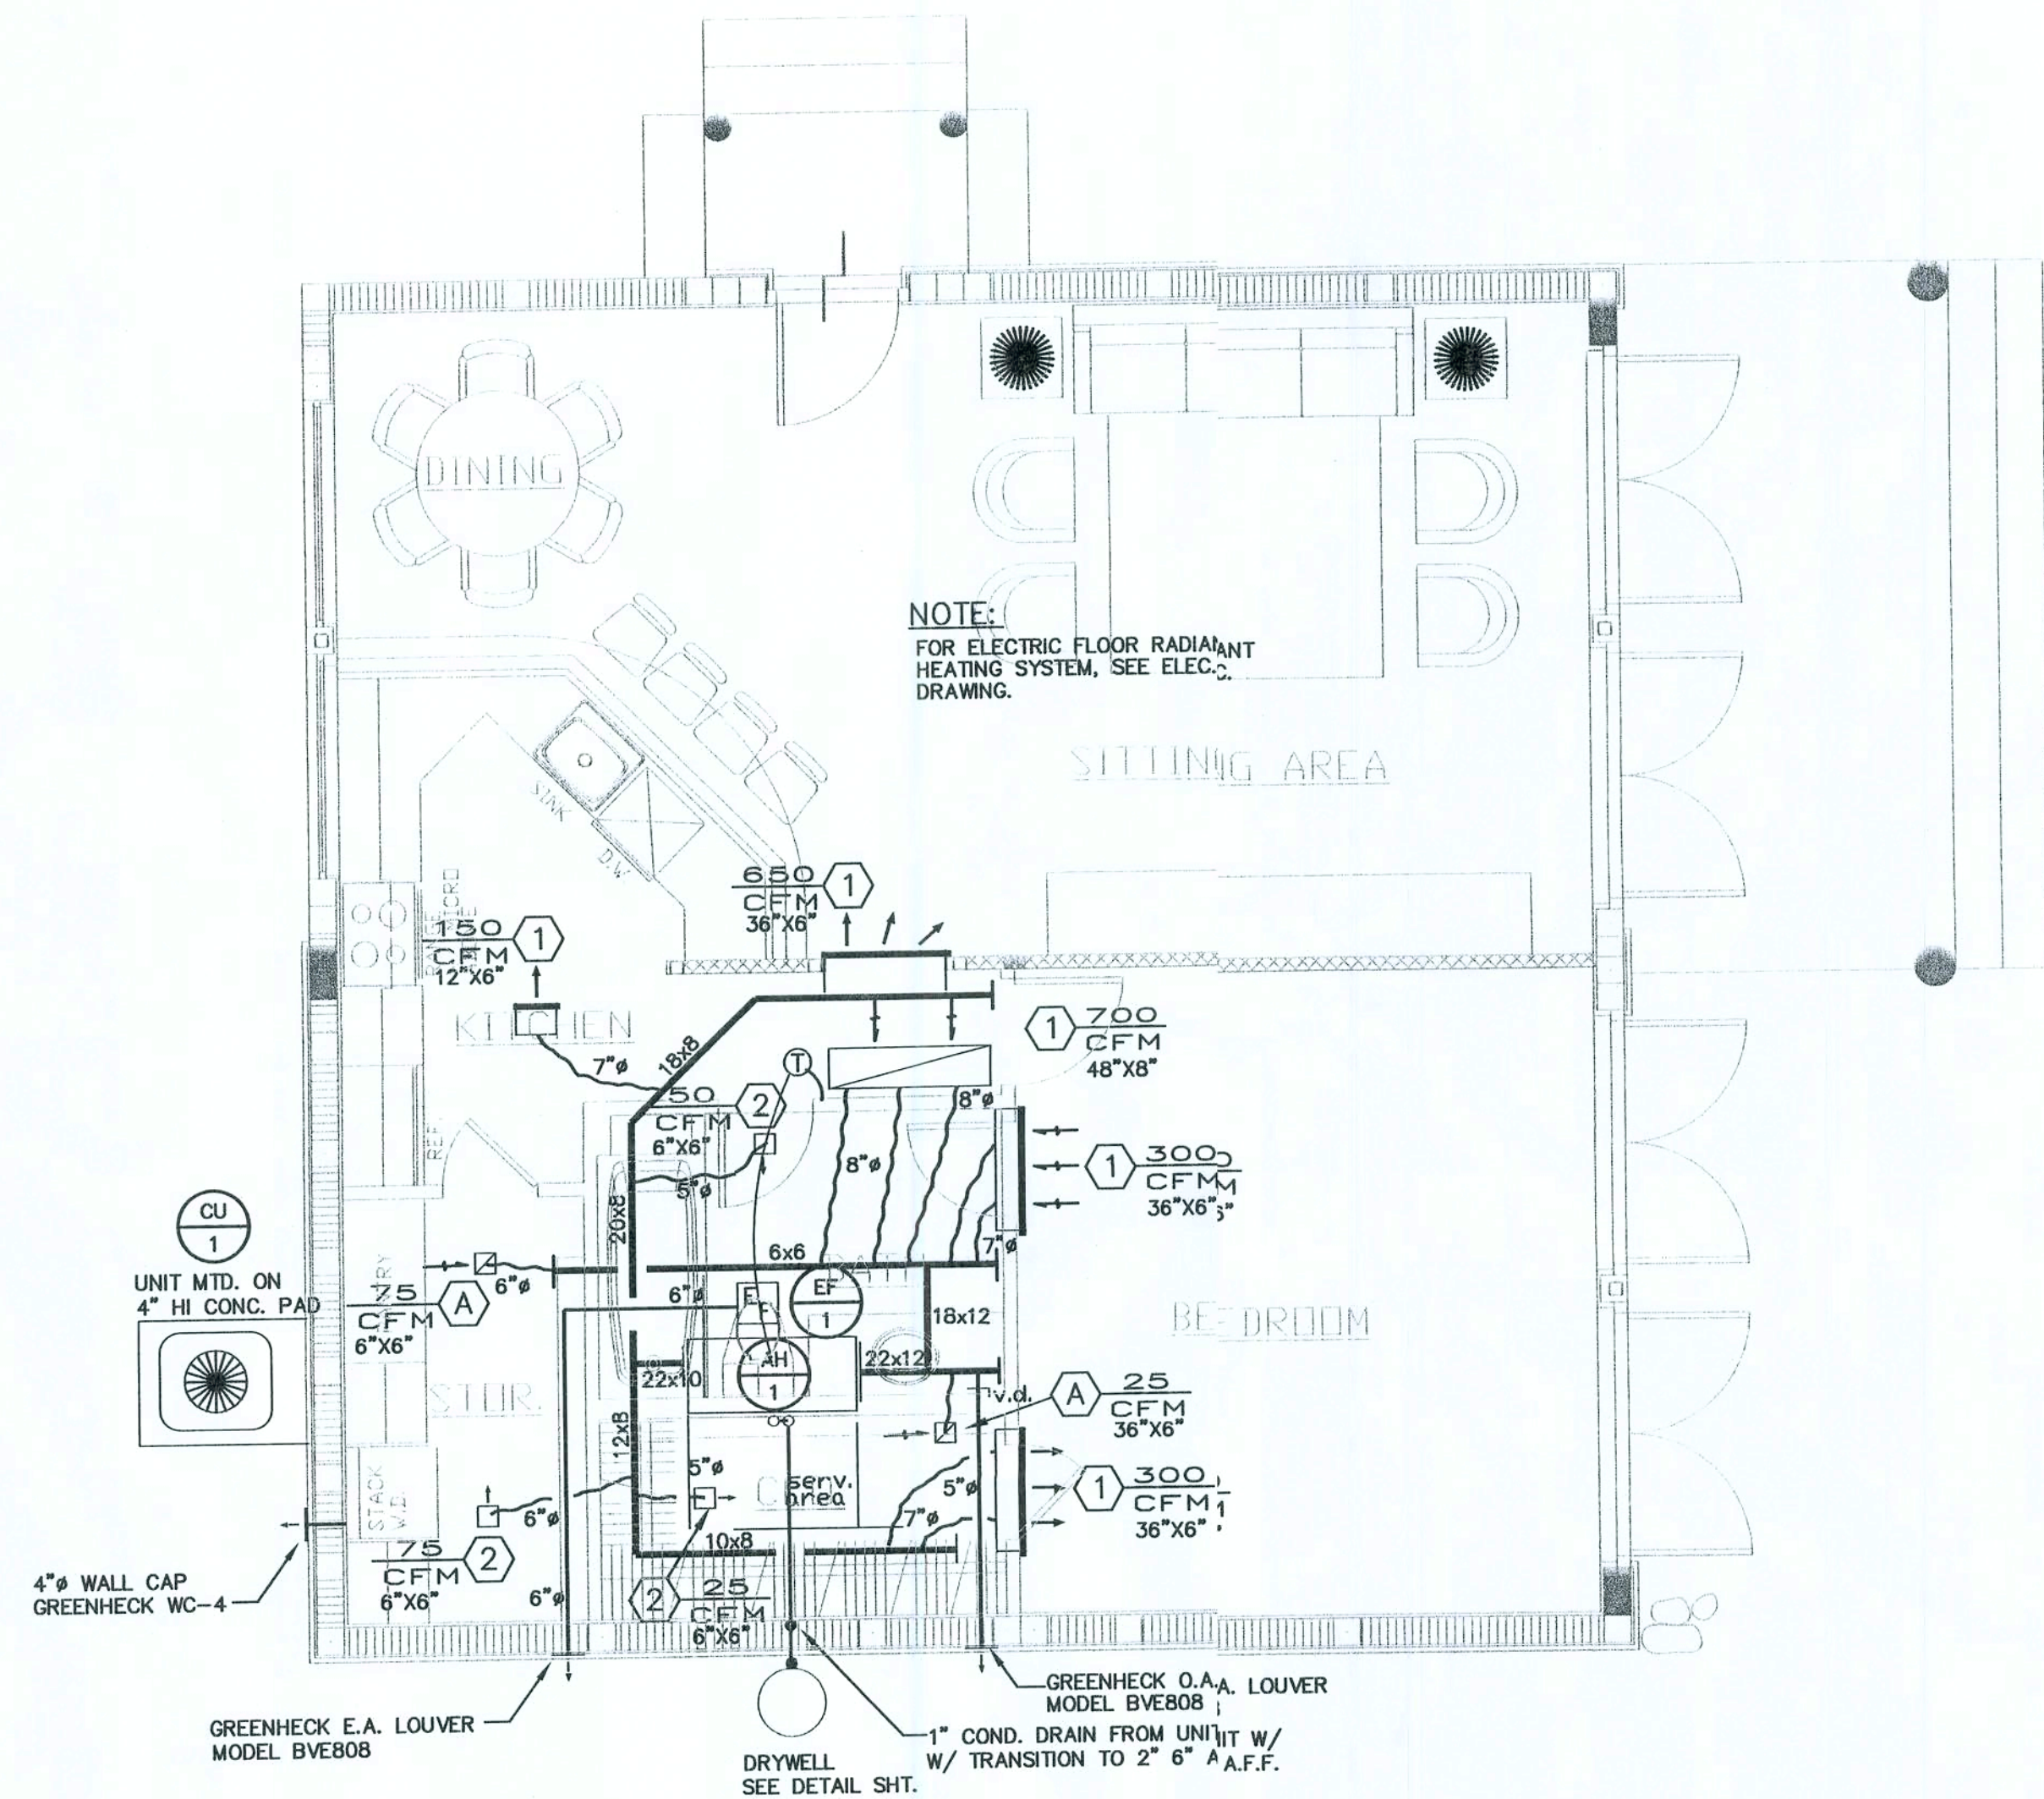 DINING
NOTE:
FOR ELECTRIC FLOOR RADIANT
HEATING SYSTEM, SEE ELEC.
DRAWING.
SITTING AREA
SINK
D.W
650
CFM
36"X6"
1
150
CFM
12"X6"
1
KITCHEN
7"ø
18x8
T
1
700
CFM
48"X8"
50
CFM
6"X6"
2
8"ø
8"ø
REF
5"ø
20x8
1
300
CFM
36"X6"
7"ø
CU
1
UNIT MTD. ON
4" HI CONC. PAD
6"ø
6x6
75
CFM
6"X6"
A
6"ø
EF
1
18x12
BEDROOM
AH
1
22x10
22x12
STOR.
v.d.
A
25
CFM
36"X6"
12x8
5"ø
serv.
area
5"ø
7"ø
1
300
CFM
36"X6"
STACK
W.D.
6"ø
10x8
75
CFM
6"X6"
2
4"ø WALL CAP
GREENHECK WC-4
6"ø
2
25
CFM
6"X6"
GREENHECK E.A. LOUVER
MODEL BVE808
GREENHECK O.A. LOUVER
MODEL BVE808
1" COND. DRAIN FROM UNIT W/
W/ TRANSITION TO 2" 6" A.F.F.
DRYWELL
SEE DETAIL SHT.